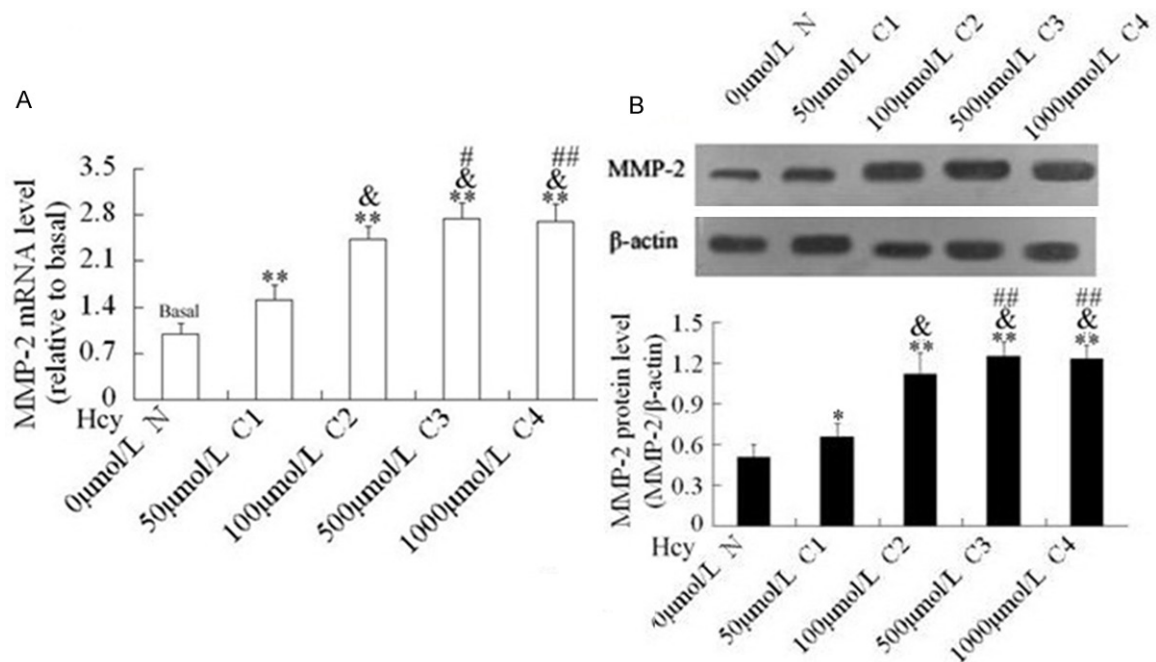 A
MMP-2 mRNA level
(relative to basal)
3.5
2.8
2.1
1.4
0.7
0
Basal
**
&
**
#
&
**
##
&
**
Hcy
0μmol/L N
50μmol/L C1
100μmol/L C2
500μmol/L C3
1000μmol/L C4
B
0μmol/L N
50μmol/L C1
100μmol/L C2
500μmol/L C3
1000μmol/L C4
MMP-2
β-actin
MMP-2 protein level
(MMP-2/β-actin)
1.5
1.2
0.9
0.6
0.3
0
*
&
**
##
&
**
##
&
**
Hcy
0μmol/L N
50μmol/L C1
100μmol/L C2
500μmol/L C3
1000μmol/L C4